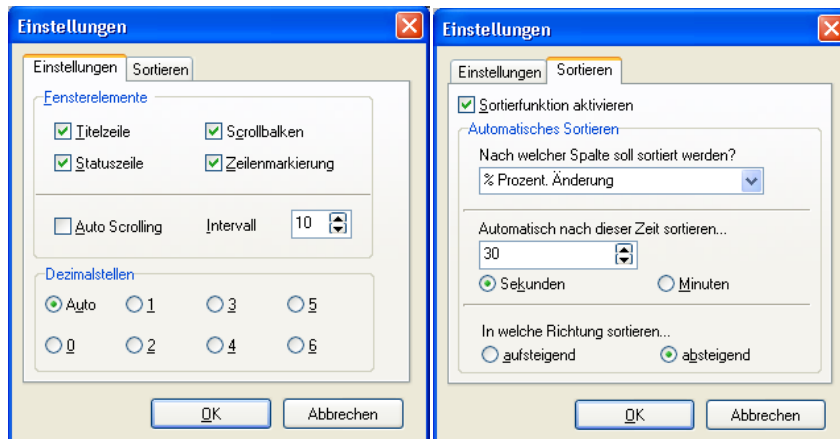 Einstellungen
Einstellungen Sortieren
Fensterelemente
Titelzeile Scrollbalken
Statuszeile Zeilenmarkierung
Auto Scrolling Intervall 10
Dezimalstellen
Auto 1 3 5
0 2 4 6
OK Abbrechen
Einstellungen
Einstellungen Sortieren
Sortierfunktion aktivieren
Automatisches Sortieren
Nach welcher Spalte soll sortiert werden?
% Prozent. Änderung
Automatisch nach dieser Zeit sortieren...
30
Sekunden Minuten
In welche Richtung sortieren...
aufsteigend absteigend
OK Abbrechen